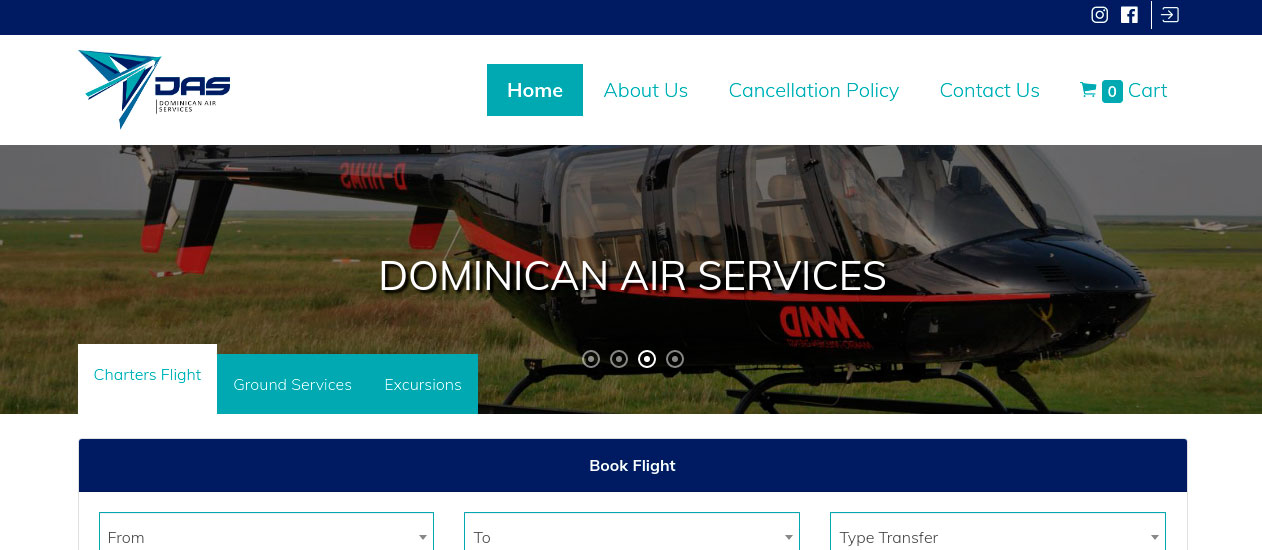 DAS
DOMINICAN AIR
SERVICES
Home
About Us
Cancellation Policy
Contact Us
0 Cart
DOMINICAN AIR SERVICES
Charters Flight
Ground Services
Excursions
Book Flight
From
To
Type Transfer